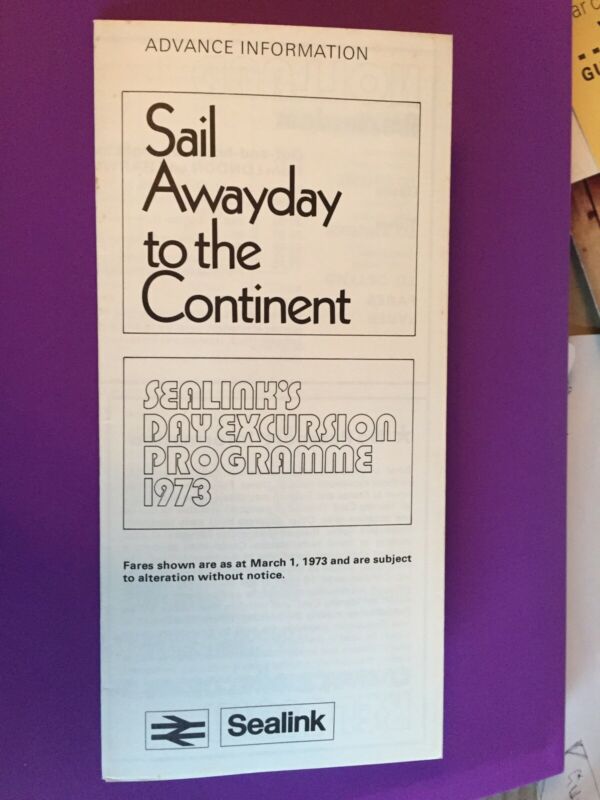 ADVANCE INFORMATION
Sail
Awayday
to the
Continent
SEALINK'S
DAY EXCURSION
PROGRAMME
1973
Fares shown are as at March 1, 1973 and are subject
to alteration without notice.
Sealink